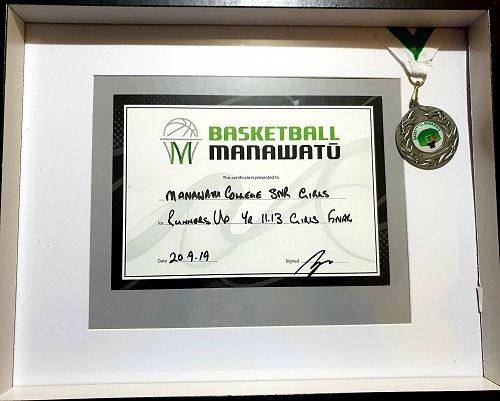 BASKETBALL
MANAWATŪ
This certificate is presented to
MANAWATU COLLEGE SNR GIRLS
for RUNNERS UP YR 11-13 GIRLS FINAL
Date 20.9.19 Signed